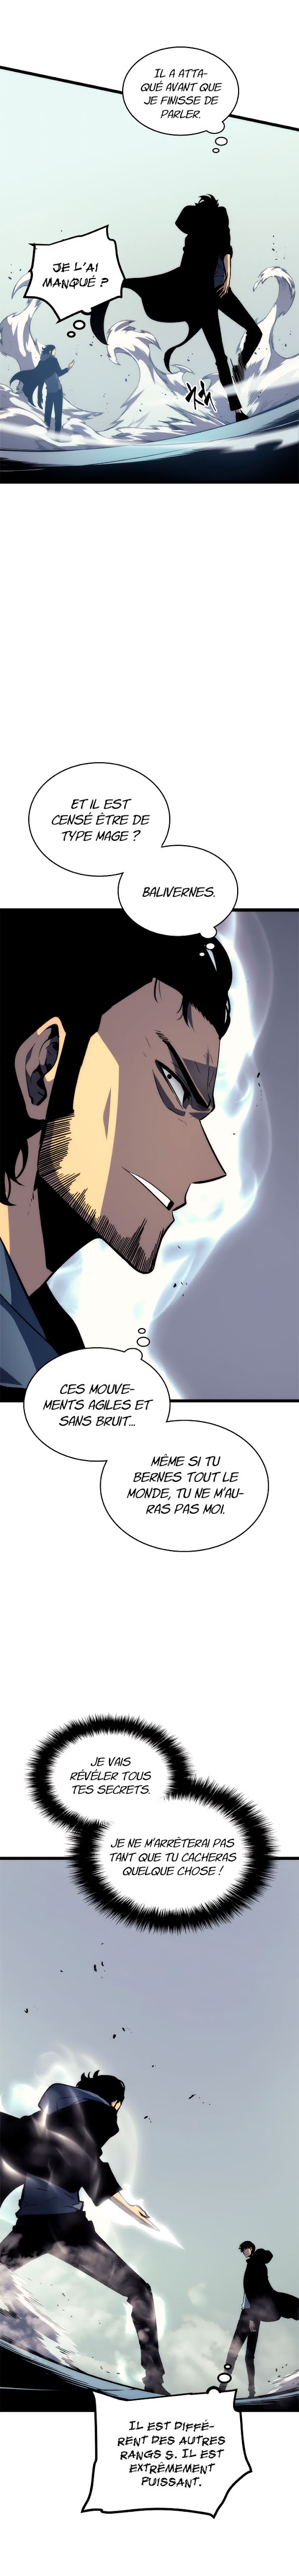 IL A ATTA-
QUÉ AVANT QUE
JE FINISSE DE
PARLER.
JE L'AI
MANQUÉ ?
ET IL EST
CENSÉ ÊTRE DE
TYPE MAGE ?
BALIVERNES.
CES MOUVE-
MENTS AGILES ET
SANS BRUIT...
MÊME SI TU
BERNES TOUT LE
MONDE, TU NE M'AU-
RAS PAS MOI.
JE VAIS
RÉVÉLER TOUS
TES SECRETS.
JE NE M'ARRÊTERAI PAS
TANT QUE TU CACHERAS
QUELQUE CHOSE !
IL EST DIFFÉ-
RENT DES AUTRES
RANGS S. IL EST
EXTRÊMEMENT
PUISSANT.